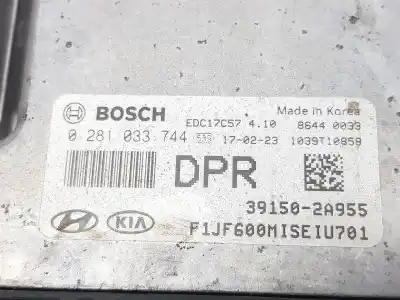 BOSCH EDC17C57 4.10 Made in Korea
8644 0033
0 281 033 744 17-02-23 1039T10859
DPR
39150-2A955
KIA F1JF600MISEIU701